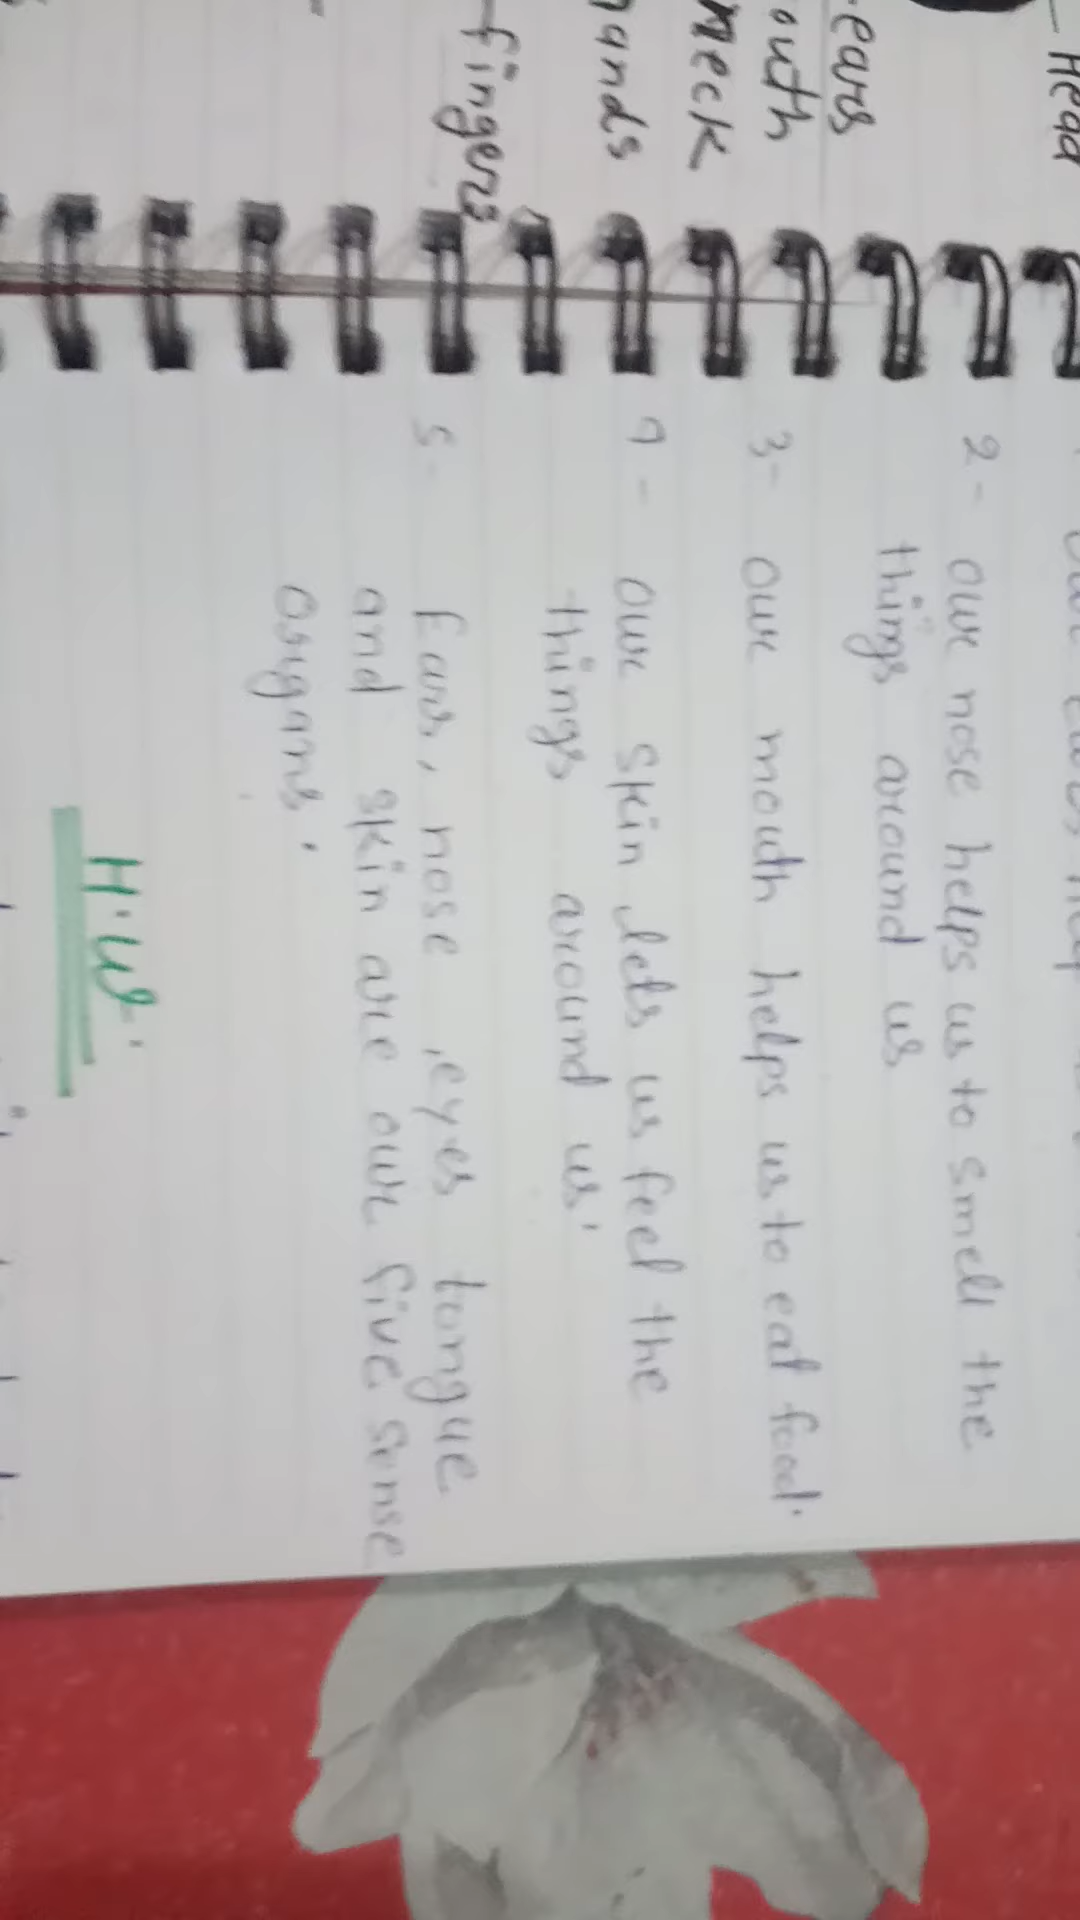 Head
ears
outh
neck
hands
fingers
2- our nose helps us to smell the
things around us
3- our mouth helps us to eat food.
4- our skin lets us feel the
things around us.
5- Ears, nose, eyes tongue
and skin are our five sense
organs.
H.W.